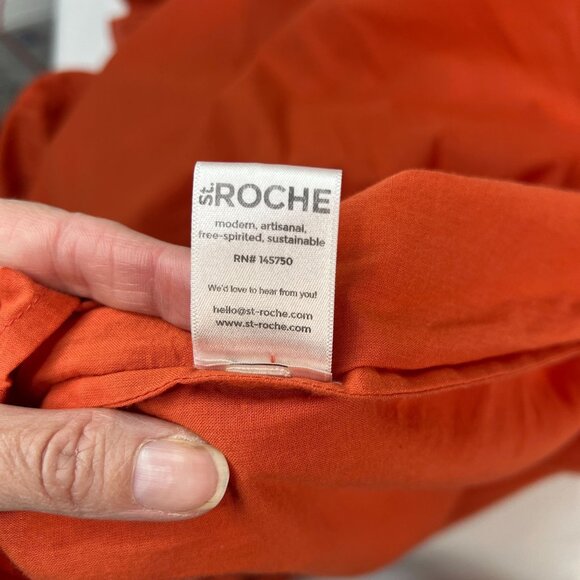 St. ROCHE
modern, artisanal,
free-spirited, sustainable
RN# 145750
We'd love to hear from you!
hello@st-roche.com
www.st-roche.com